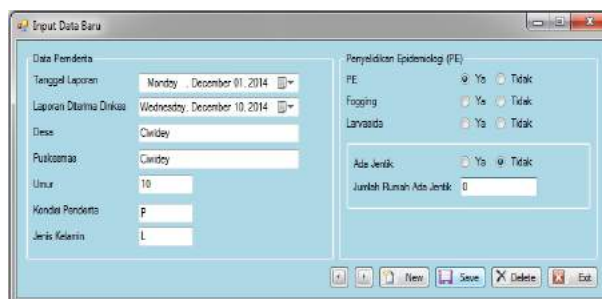 Input Data Baru
Data Penderita
Tanggal Laporan Monday , December 01, 2014
Laporan Diterima Dinkes Wednesday, December 10, 2014
Desa Ciwidey
Puskesmas Ciwidey
Umur 10
Kondisi Penderita P
Jenis Kelamin L
Penyelidikan Epidemiologi (PE)
PE Ya Tidak
Fogging Ya Tidak
Larvasida Ya Tidak
Ada Jentik Ya Tidak
Jumlah Rumah Ada Jentik 0
New Save Delete Exit